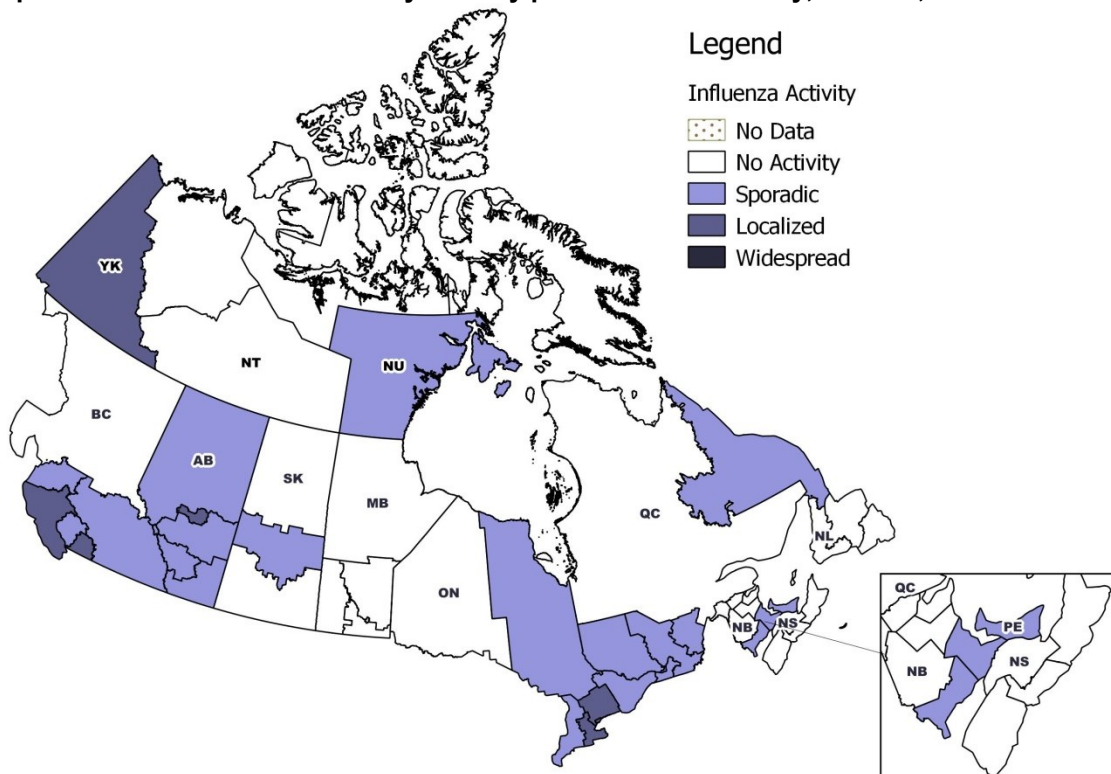 Legend
Influenza Activity
No Data
No Activity
Sporadic
Localized
Widespread
YK
NT
NU
BC
AB
SK
MB
QC
NL
ON
NB
NS
QC
PE
NB
NS